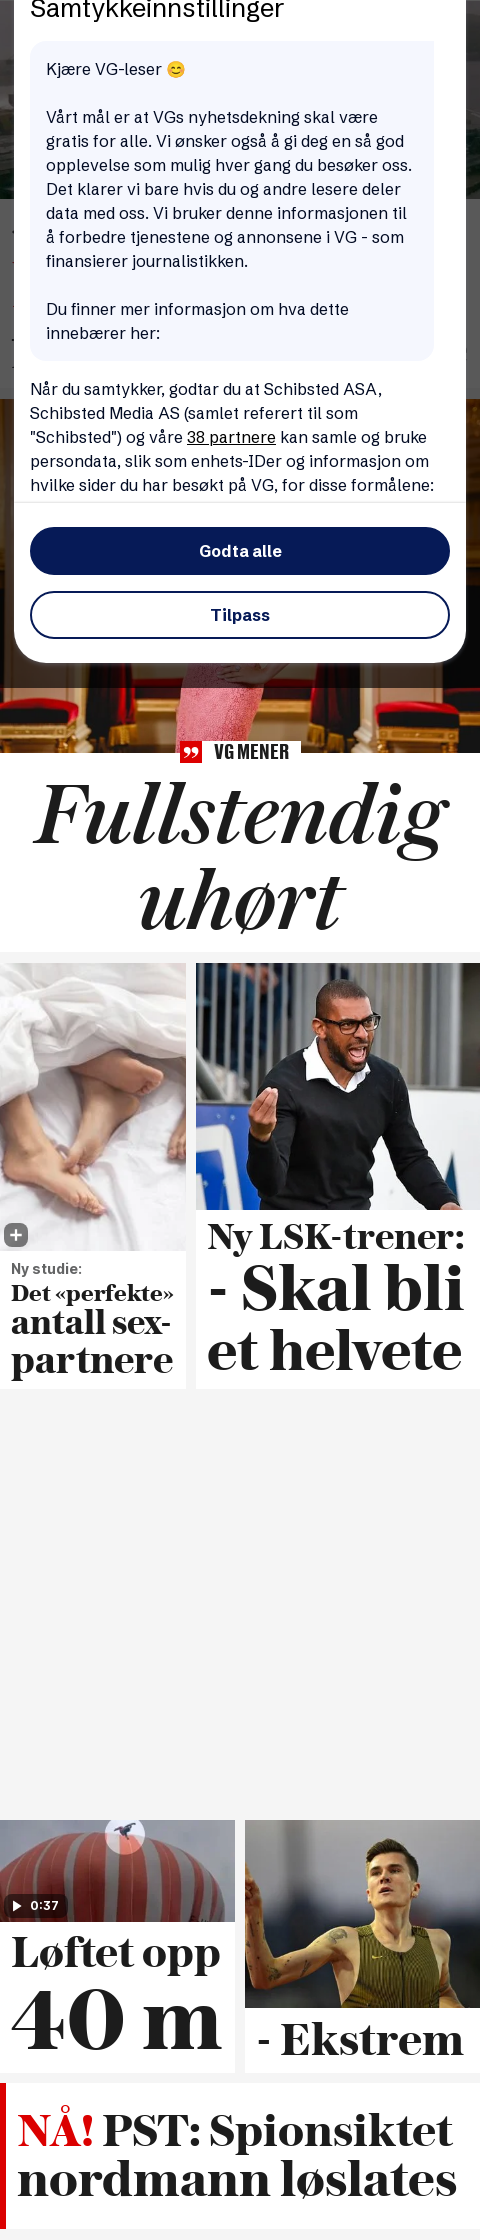 Samtykkeinnstillinger
Kjære VG-leser 😊
Vårt mål er at VGs nyhetsdekning skal være
gratis for alle. Vi ønsker også å gi deg en så god
opplevelse som mulig hver gang du besøker oss.
Det klarer vi bare hvis du og andre lesere deler
data med oss. Vi bruker denne informasjonen til
å forbedre tjenestene og annonsene i VG - som
finansierer journalistikken.
Du finner mer informasjon om hva dette
innebærer her:
Når du samtykker, godtar du at Schibsted ASA,
Schibsted Media AS (samlet referert til som
"Schibsted") og våre 38 partnere kan samle og bruke
persondata, slik som enhets-IDer og informasjon om
hvilke sider du har besøkt på VG, for disse formålene:
Godta alle
Tilpass
VG MENER
Fullstendig
uhørt
Ny studie:
Det «perfekte»
antall sex-
partnere
Ny LSK-trener:
- Skal bli
et helvete
0:37
Løftet opp
40 m
- Ekstrem
NÅ! PST: Spionsiktet
nordmann løslates